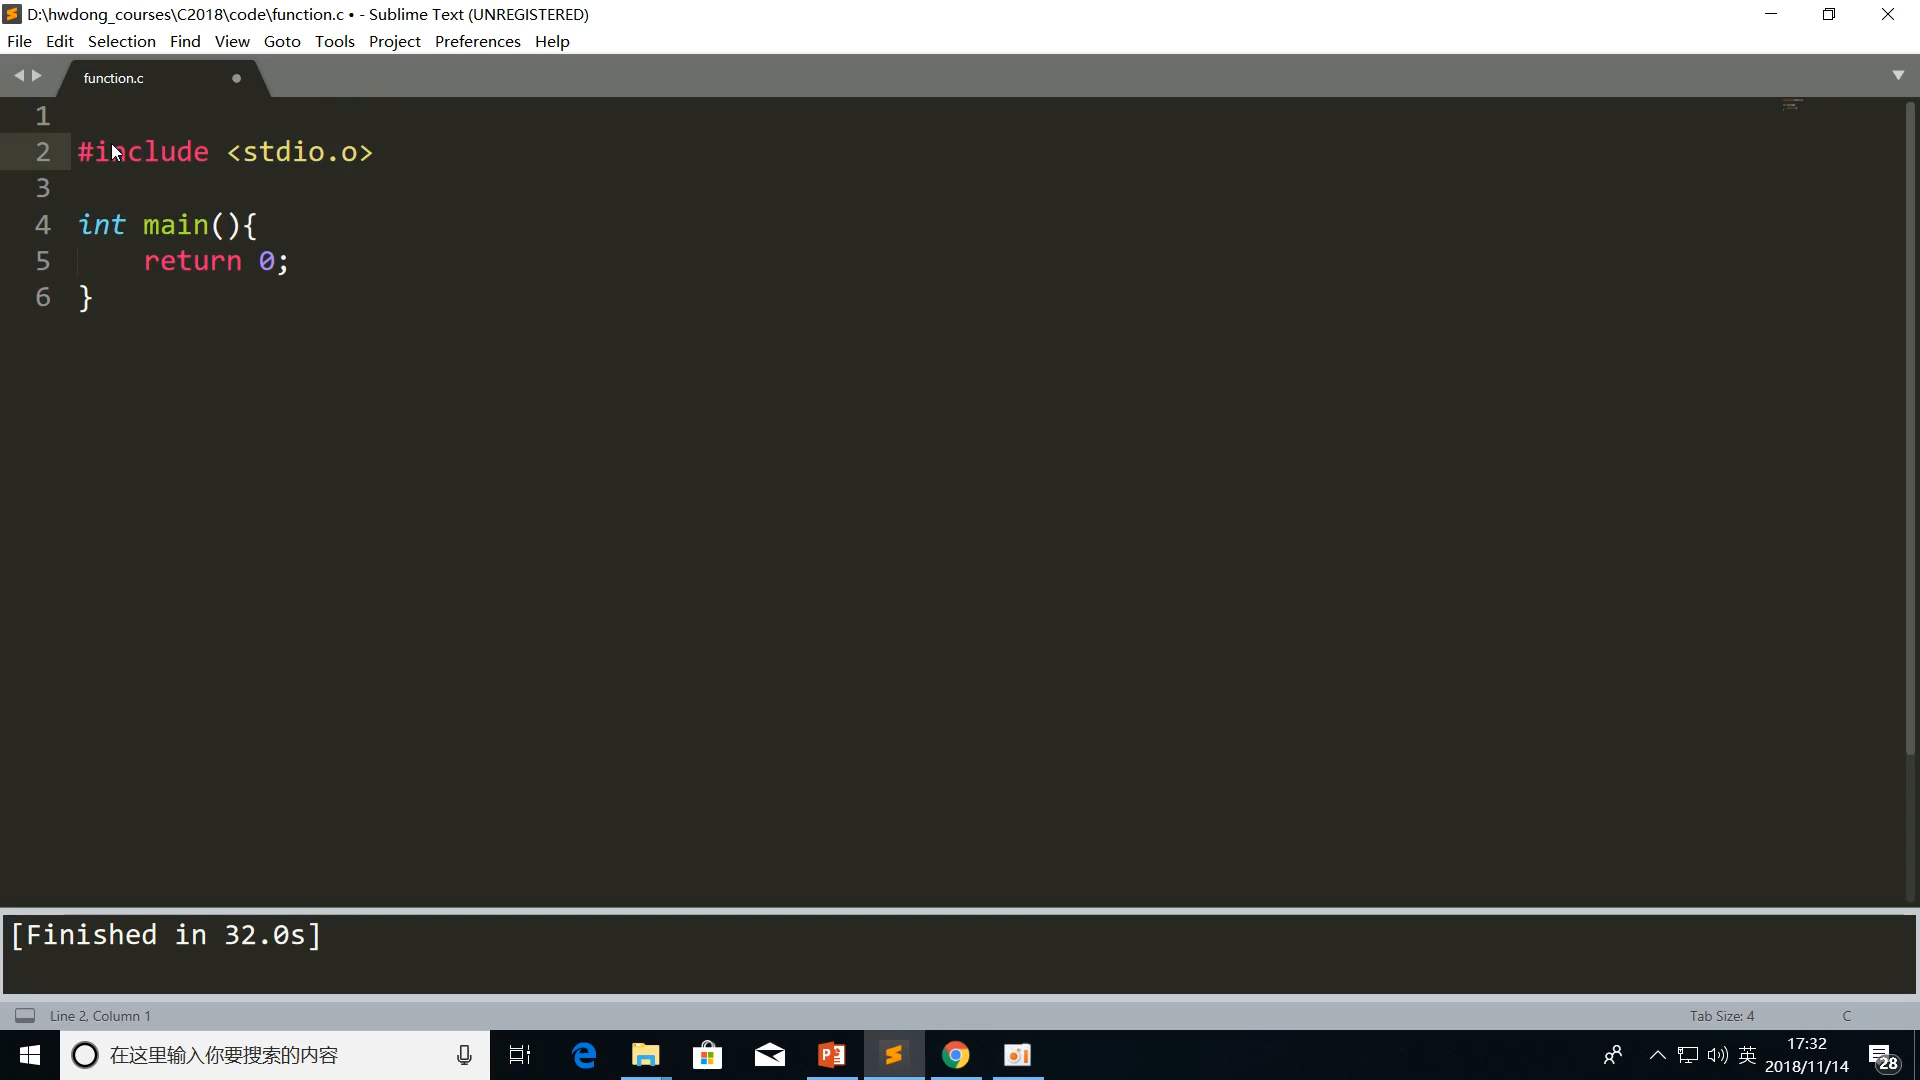 D:\hwdong_courses\C2018\code\function.c • - Sublime Text (UNREGISTERED)
File Edit Selection Find View Goto Tools Project Preferences Help
function.c
1
2 #include <stdio.o>
3
4 int main(){
5 return 0;
6 }
[Finished in 32.0s]
Line 2, Column 1 Tab Size: 4 C
在这里输入你要搜索的内容
英
17:32
2018/11/14
28